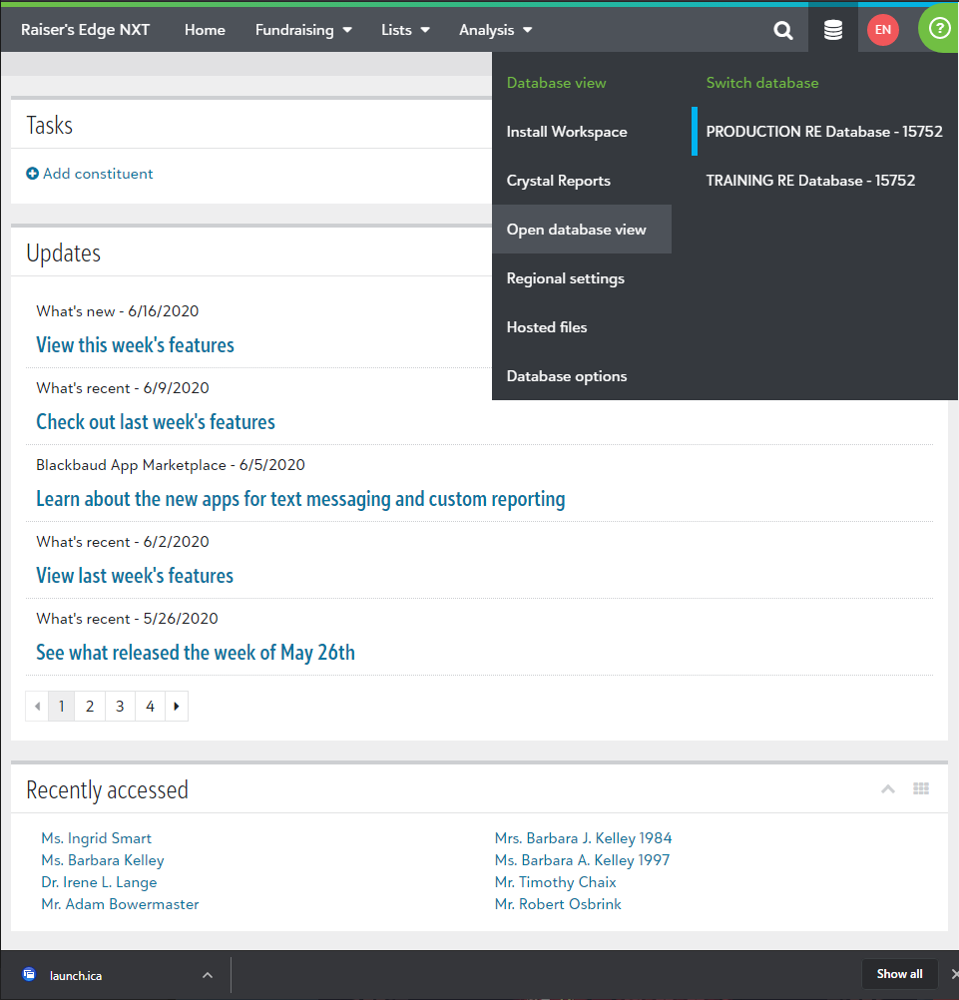 Raiser's Edge NXT Home Fundraising Lists Analysis EN ?
Database view
Install Workspace
Crystal Reports
Open database view
Regional settings
Hosted files
Database options
Switch database
PRODUCTION RE Database - 15752
TRAINING RE Database - 15752
Tasks
Add constituent
Updates
What's new - 6/16/2020
View this week's features
What's recent - 6/9/2020
Check out last week's features
Blackbaud App Marketplace - 6/5/2020
Learn about the new apps for text messaging and custom reporting
What's recent - 6/2/2020
View last week's features
What's recent - 5/26/2020
See what released the week of May 26th
1 2 3 4
Recently accessed
Ms. Ingrid Smart
Ms. Barbara Kelley
Dr. Irene L. Lange
Mr. Adam Bowermaster
Mrs. Barbara J. Kelley 1984
Ms. Barbara A. Kelley 1997
Mr. Timothy Chaix
Mr. Robert Osbrink
launch.ica Show all